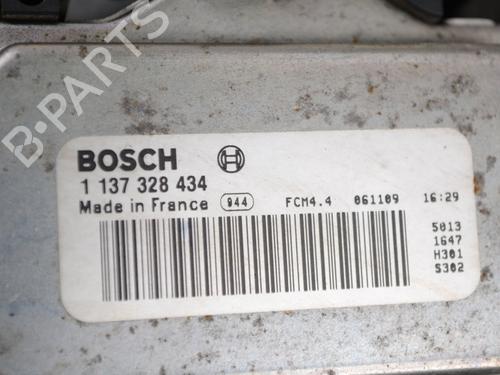 B-PARTS
BOSCH
1 137 328 434
Made in France 944 FCM4.4 061109 16:29
5013
1647
H301
S302